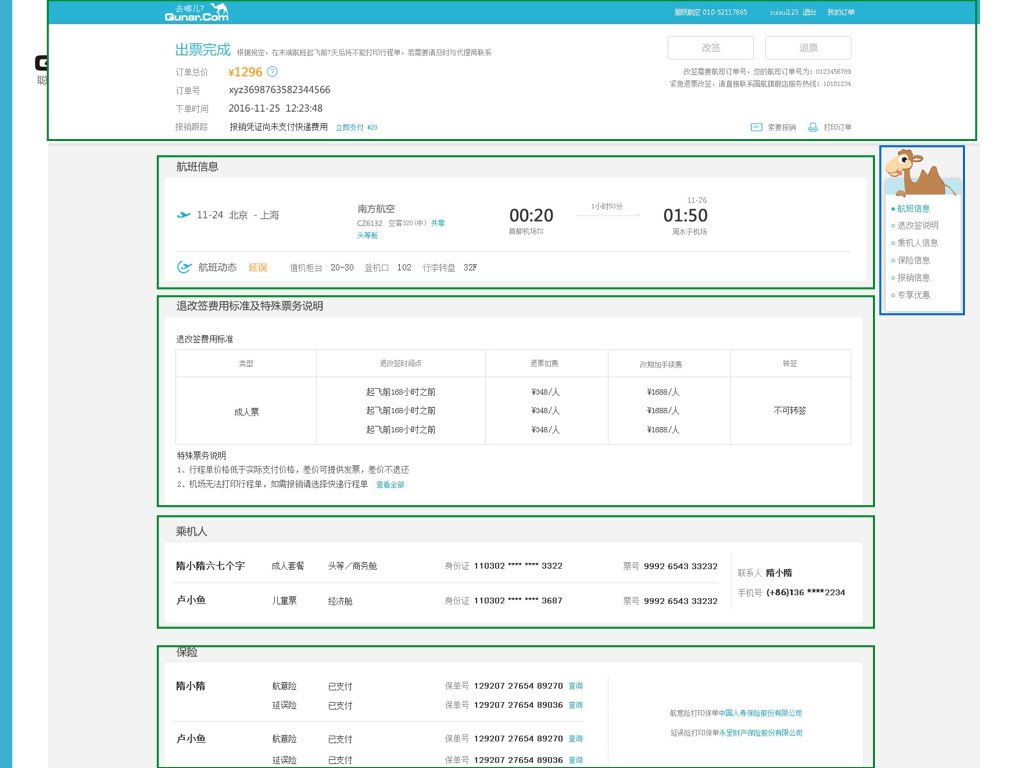 去哪儿?
Qunar.Com
星级航空 010-52117865 suisui123 退出 我的订单
出票完成 根据规定，在末端航班起飞前7天后将不能打印行程单，若需要请及时与代理商联系
改签 退票
订单总价 ¥1296 ?
改签需要航司订单号，您的航司订单号为：0123456789
紧急退票改签，请直接联系国航旗舰店服务热线：10101234
订单号 xyz3698763582344566
下单时间 2016-11-25 12:23:48
报销跟踪 报销凭证尚未支付快递费用 立即支付 ¥20
索要报销 打印订单
聪
航班信息
11-24 北京 - 上海
南方航空
CZ6132 空客320(中) 共享
头等舱
00:20
首都机场T2
1小时50分
11-26
01:50
周水子机场
航班动态 延误 值机柜台 20-30 登机口 102 行李转盘 32F
航班信息
退改签说明
乘机人信息
保险信息
报销信息
专享优惠
退改签费用标准及特殊票务说明
退改签费用标准
类型 退改签时间点 退票扣费 改期加手续费 转签
成人票
起飞前168小时之前 ¥348/人 ¥1688/人
起飞前168小时之前 ¥348/人 ¥1688/人
起飞前168小时之前 ¥348/人 ¥1688/人
不可转签
特殊票务说明
1、行程单价格低于实际支付价格，差价可提供发票，差价不退还
2、机场无法打印行程单，如需报销请选择快递行程单 查看全部
乘机人
隋小隋六七个字 成人套餐 头等／商务舱 身份证 110302 **** **** 3322 票号 9992 6543 33232
卢小鱼 儿童票 经济舱 身份证 110302 **** **** 3687 票号 9992 6543 33232
联系人 隋小隋
手机号 (+86)136 ****2234
保险
隋小隋 航意险 已支付 保单号 129207 27654 89270 查询
延误险 已支付 保单号 129207 27654 89036 查询
卢小鱼 航意险 已支付 保单号 129207 27654 89270 查询
延误险 已支付 保单号 129207 27654 89036 查询
航意险打印保单中国人寿保险股份有限公司
延误险打印保单永诚财产保险股份有限公司